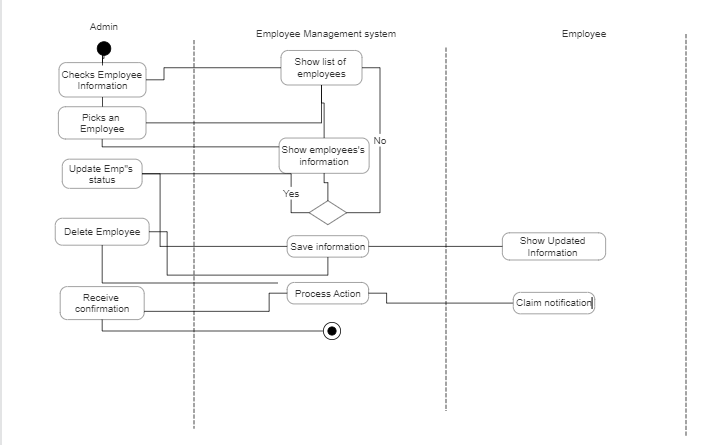 Admin
Employee Management system
Employee
Checks Employee
Information
Show list of
employees
Picks an
Employee
No
Show employees's
information
Update Emp"s
status
Yes
Delete Employee
Save information
Show Updated
Information
Receive
confirmation
Process Action
Claim notification